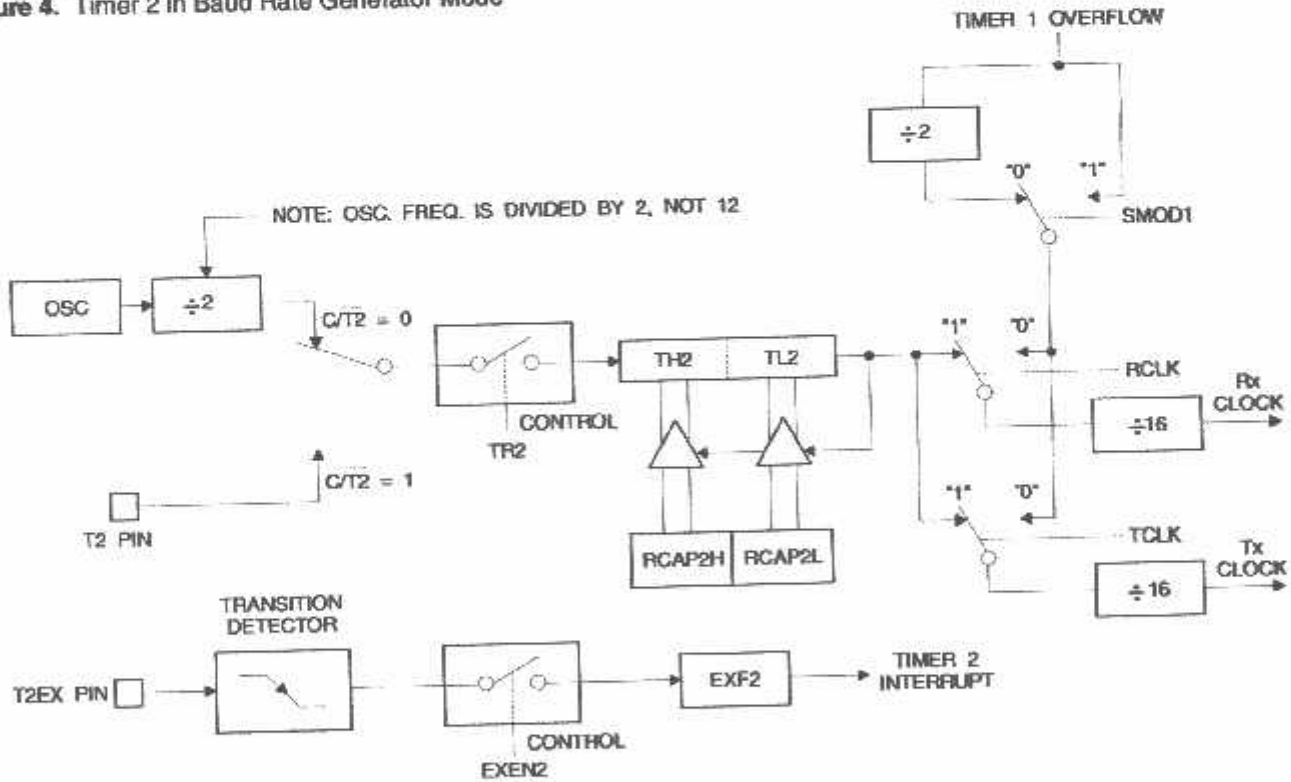 ure 4. Timer 2 in Baud Rate Generator Mode
TIMER 1 OVERFLOW
÷2
"0"
"1"
SMOD1
NOTE: OSC. FREQ. IS DIVIDED BY 2, NOT 12
OSC
÷2
C/T2 = 0
TH2
TL2
"1"
"0"
RCLK
Rx
CLOCK
÷16
CONTROL
TR2
C/T2 = 1
T2 PIN
RCAP2H
RCAP2L
"1"
"0"
TCLK
Tx
CLOCK
÷16
TRANSITION
DETECTOR
T2EX PIN
EXF2
TIMER 2
INTERRUPT
CONTROL
EXEN2